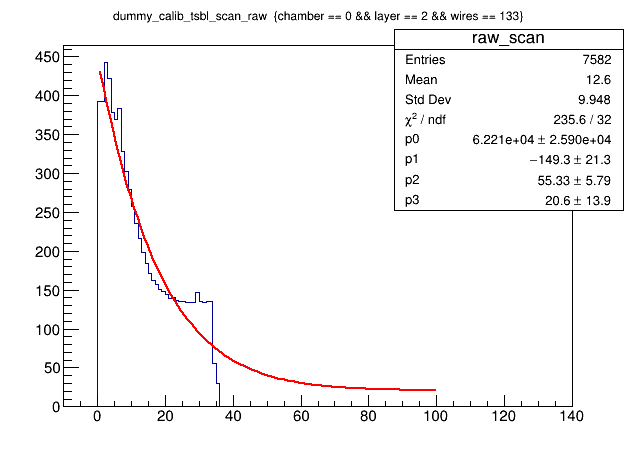 dummy_calib_tsbl_scan_raw {chamber == 0 && layer == 2 && wires == 133}
raw_scan
Entries 7582
Mean 12.6
Std Dev 9.948
χ² / ndf 235.6 / 32
p0 6.221e+04 ± 2.590e+04
p1 −149.3 ± 21.3
p2 55.33 ± 5.79
p3 20.6 ± 13.9
450
400
350
300
250
200
150
100
50
0
0 20 40 60 80 100 120 140